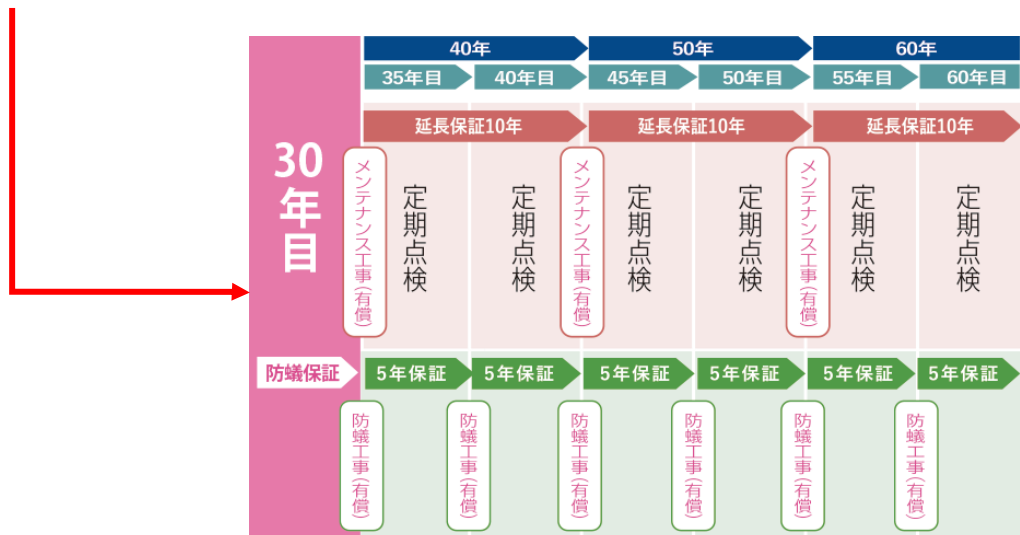 40年
50年
60年
35年目
40年目
45年目
50年目
55年目
60年目
延長保証10年
延長保証10年
延長保証10年
30年目
メンテナンス工事(有償)
定期点検
定期点検
メンテナンス工事(有償)
定期点検
定期点検
メンテナンス工事(有償)
定期点検
定期点検
防蟻保証
5年保証
5年保証
5年保証
5年保証
5年保証
5年保証
防蟻工事(有償)
防蟻工事(有償)
防蟻工事(有償)
防蟻工事(有償)
防蟻工事(有償)
防蟻工事(有償)